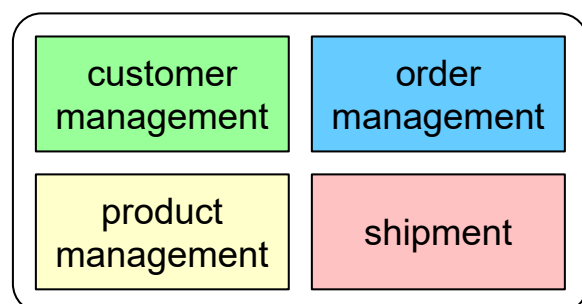 customer
management
order
management
product
management
shipment